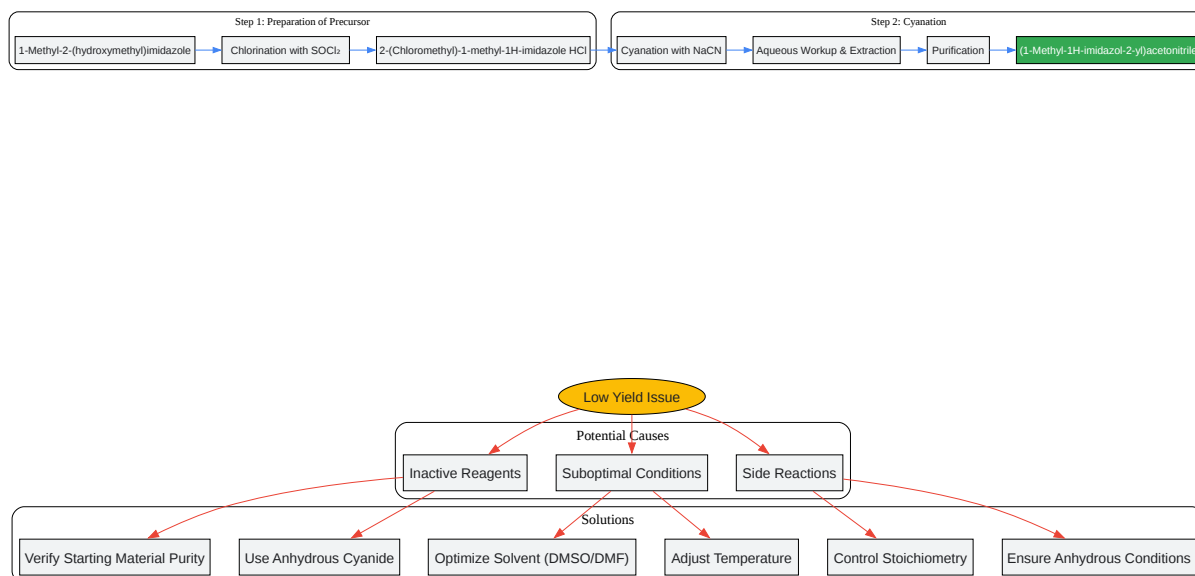 Step 1: Preparation of Precursor
1-Methyl-2-(hydroxymethyl)imidazole
Chlorination with SOCl₂
2-(Chloromethyl)-1-methyl-1H-imidazole HCl
Step 2: Cyanation
Cyanation with NaCN
Aqueous Workup & Extraction
Purification
(1-Methyl-1H-imidazol-2-yl)acetonitrile
Low Yield Issue
Potential Causes
Inactive Reagents
Suboptimal Conditions
Side Reactions
Solutions
Verify Starting Material Purity
Use Anhydrous Cyanide
Optimize Solvent (DMSO/DMF)
Adjust Temperature
Control Stoichiometry
Ensure Anhydrous Conditions